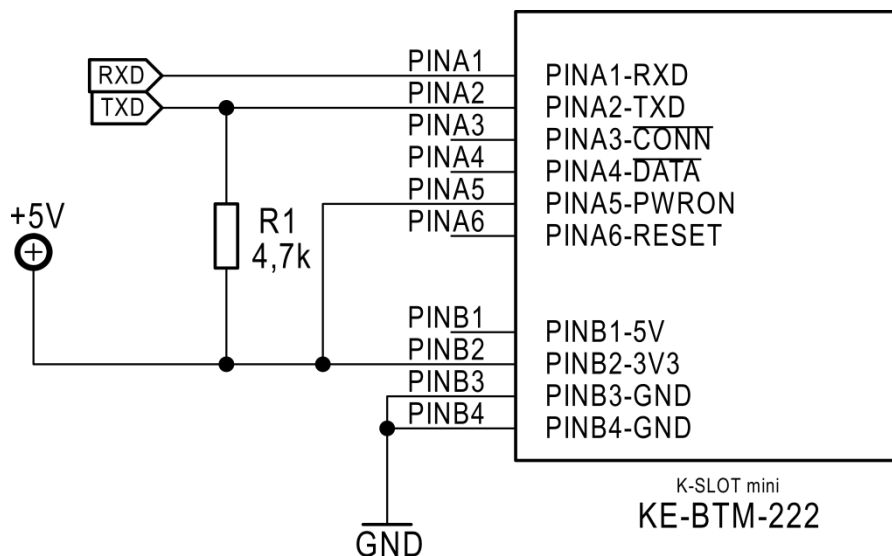 RXD
TXD
+5V
R1
4,7k
GND
PINA1
PINA2
PINA3
PINA4
PINA5
PINA6
PINB1
PINB2
PINB3
PINB4
PINA1-RXD
PINA2-TXD
PINA3-CONN
PINA4-DATA
PINA5-PWRON
PINA6-RESET
PINB1-5V
PINB2-3V3
PINB3-GND
PINB4-GND
K-SLOT mini
KE-BTM-222